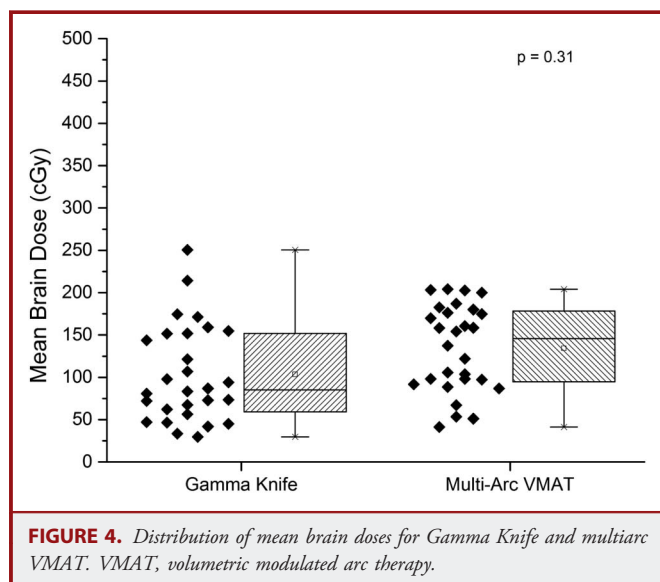 500
450
400
350
300
250
200
150
100
50
0
Mean Brain Dose (cGy)
p = 0.31
Gamma Knife
Multi-Arc VMAT
FIGURE 4. Distribution of mean brain doses for Gamma Knife and multiarc
VMAT. VMAT, volumetric modulated arc therapy.